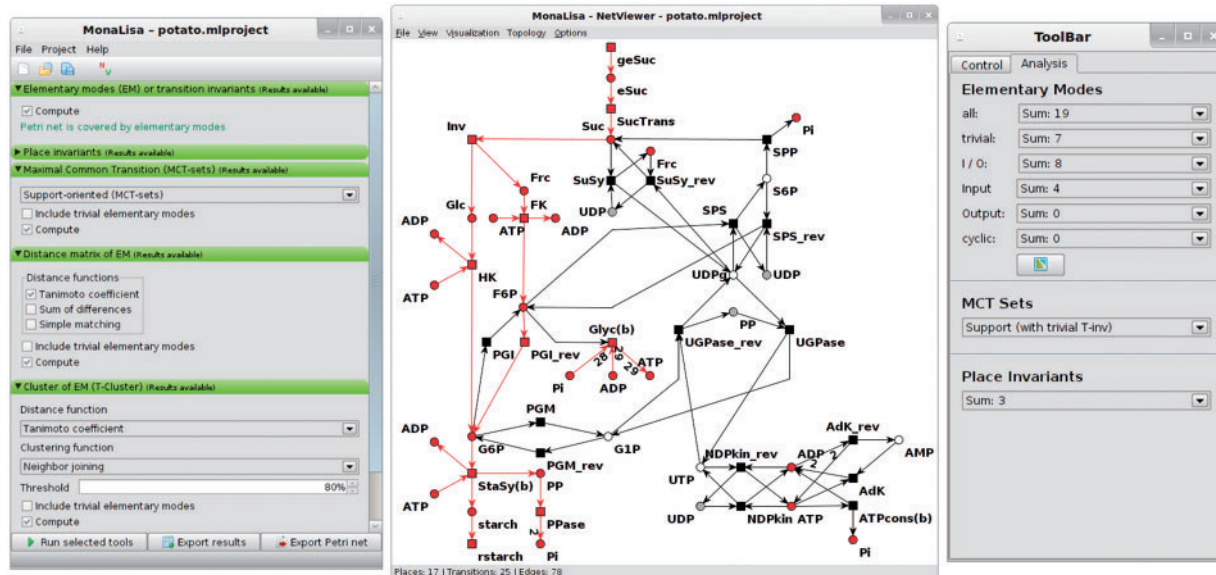 MonaLisa - potato.mlproject
File Project Help
▼Elementary modes (EM) or transition invariants (Results available)
Compute
Petri net is covered by elementary modes
▶Place invariants (Results available)
▼Maximal Common Transition (MCT-sets) (Results available)
Support-oriented (MCT-sets)
Include trivial elementary modes
Compute
▼Distance matrix of EM (Results available)
Distance functions
Tanimoto coefficient
Sum of differences
Simple matching
Include trivial elementary modes
Compute
▼Cluster of EM (T-Cluster) (Results available)
Distance function
Tanimoto coefficient
Clustering function
Neighbor joining
Threshold 80%
Include trivial elementary modes
Compute
Run selected tools Export results Export Petri net
MonaLisa - NetViewer - potato.mlproject
File View Visualization Topology Options
geSuc
eSuc
SucTrans
Inv Suc SPP Pi
Frc
SuSy SuSy_rev
S6P
Frc
Glc FK UDP SPS
ADP ATP ADP SPS_rev
HK UDPg UDP
ATP F6P
PP
Glyc(b)
PGI PGI_rev UGPase_rev UGPase
28 29 29 ATP
Pi ADP
PGM
ADP G6P G1P AdK_rev
PGM_rev NDPkin_rev ADP 2 2 AMP
StaSy(b) PP UTP
ATP AdK
starch PPase UDP NDPkin ATP ATPcons(b)
2
rstarch Pi Pi
Places: 17 | Transitions: 25 | Edges: 78
ToolBar
Control Analysis
Elementary Modes
all: Sum: 19
trivial: Sum: 7
I / O: Sum: 8
Input Sum: 4
Output: Sum: 0
cyclic: Sum: 0
MCT Sets
Support (with trivial T-inv)
Place Invariants
Sum: 3